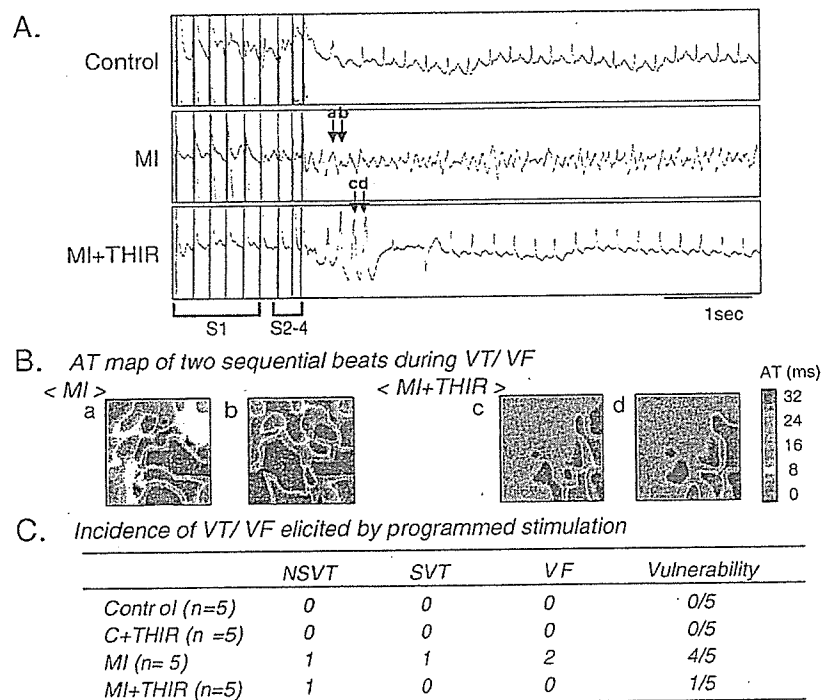 A.
Control
MI
ab
cd
MI+THIR
S1 S2-4
1sec
B. AT map of two sequential beats during VT/ VF
< MI > < MI+THIR >
a b c d
AT (ms)
32
24
16
8
0
C. Incidence of VT/ VF elicited by programmed stimulation
NSVT SVT VF Vulnerability
Control (n=5) 0 0 0 0/5
C+THIR (n =5) 0 0 0 0/5
MI (n= 5) 1 1 2 4/5
MI+THIR (n=5) 1 0 0 1/5